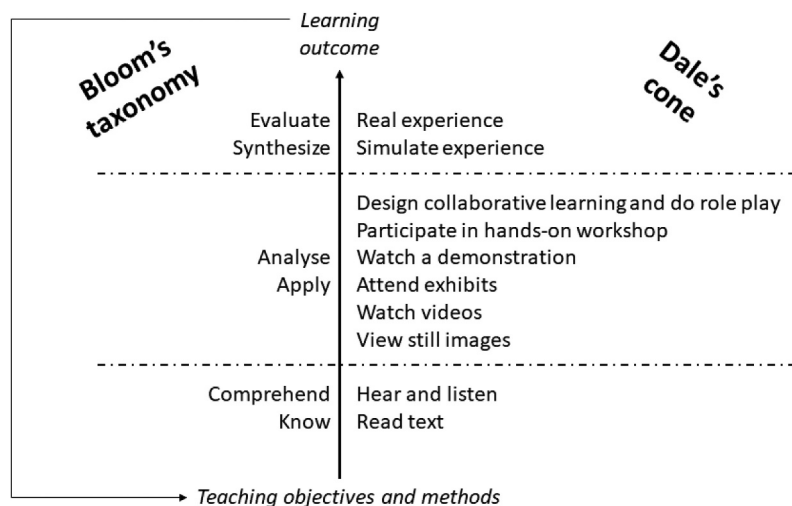 Learning
outcome
Bloom's
taxonomy
Dale's
cone
Evaluate
Synthesize
Real experience
Simulate experience
Analyse
Apply
Design collaborative learning and do role play
Participate in hands-on workshop
Watch a demonstration
Attend exhibits
Watch videos
View still images
Comprehend
Know
Hear and listen
Read text
Teaching objectives and methods